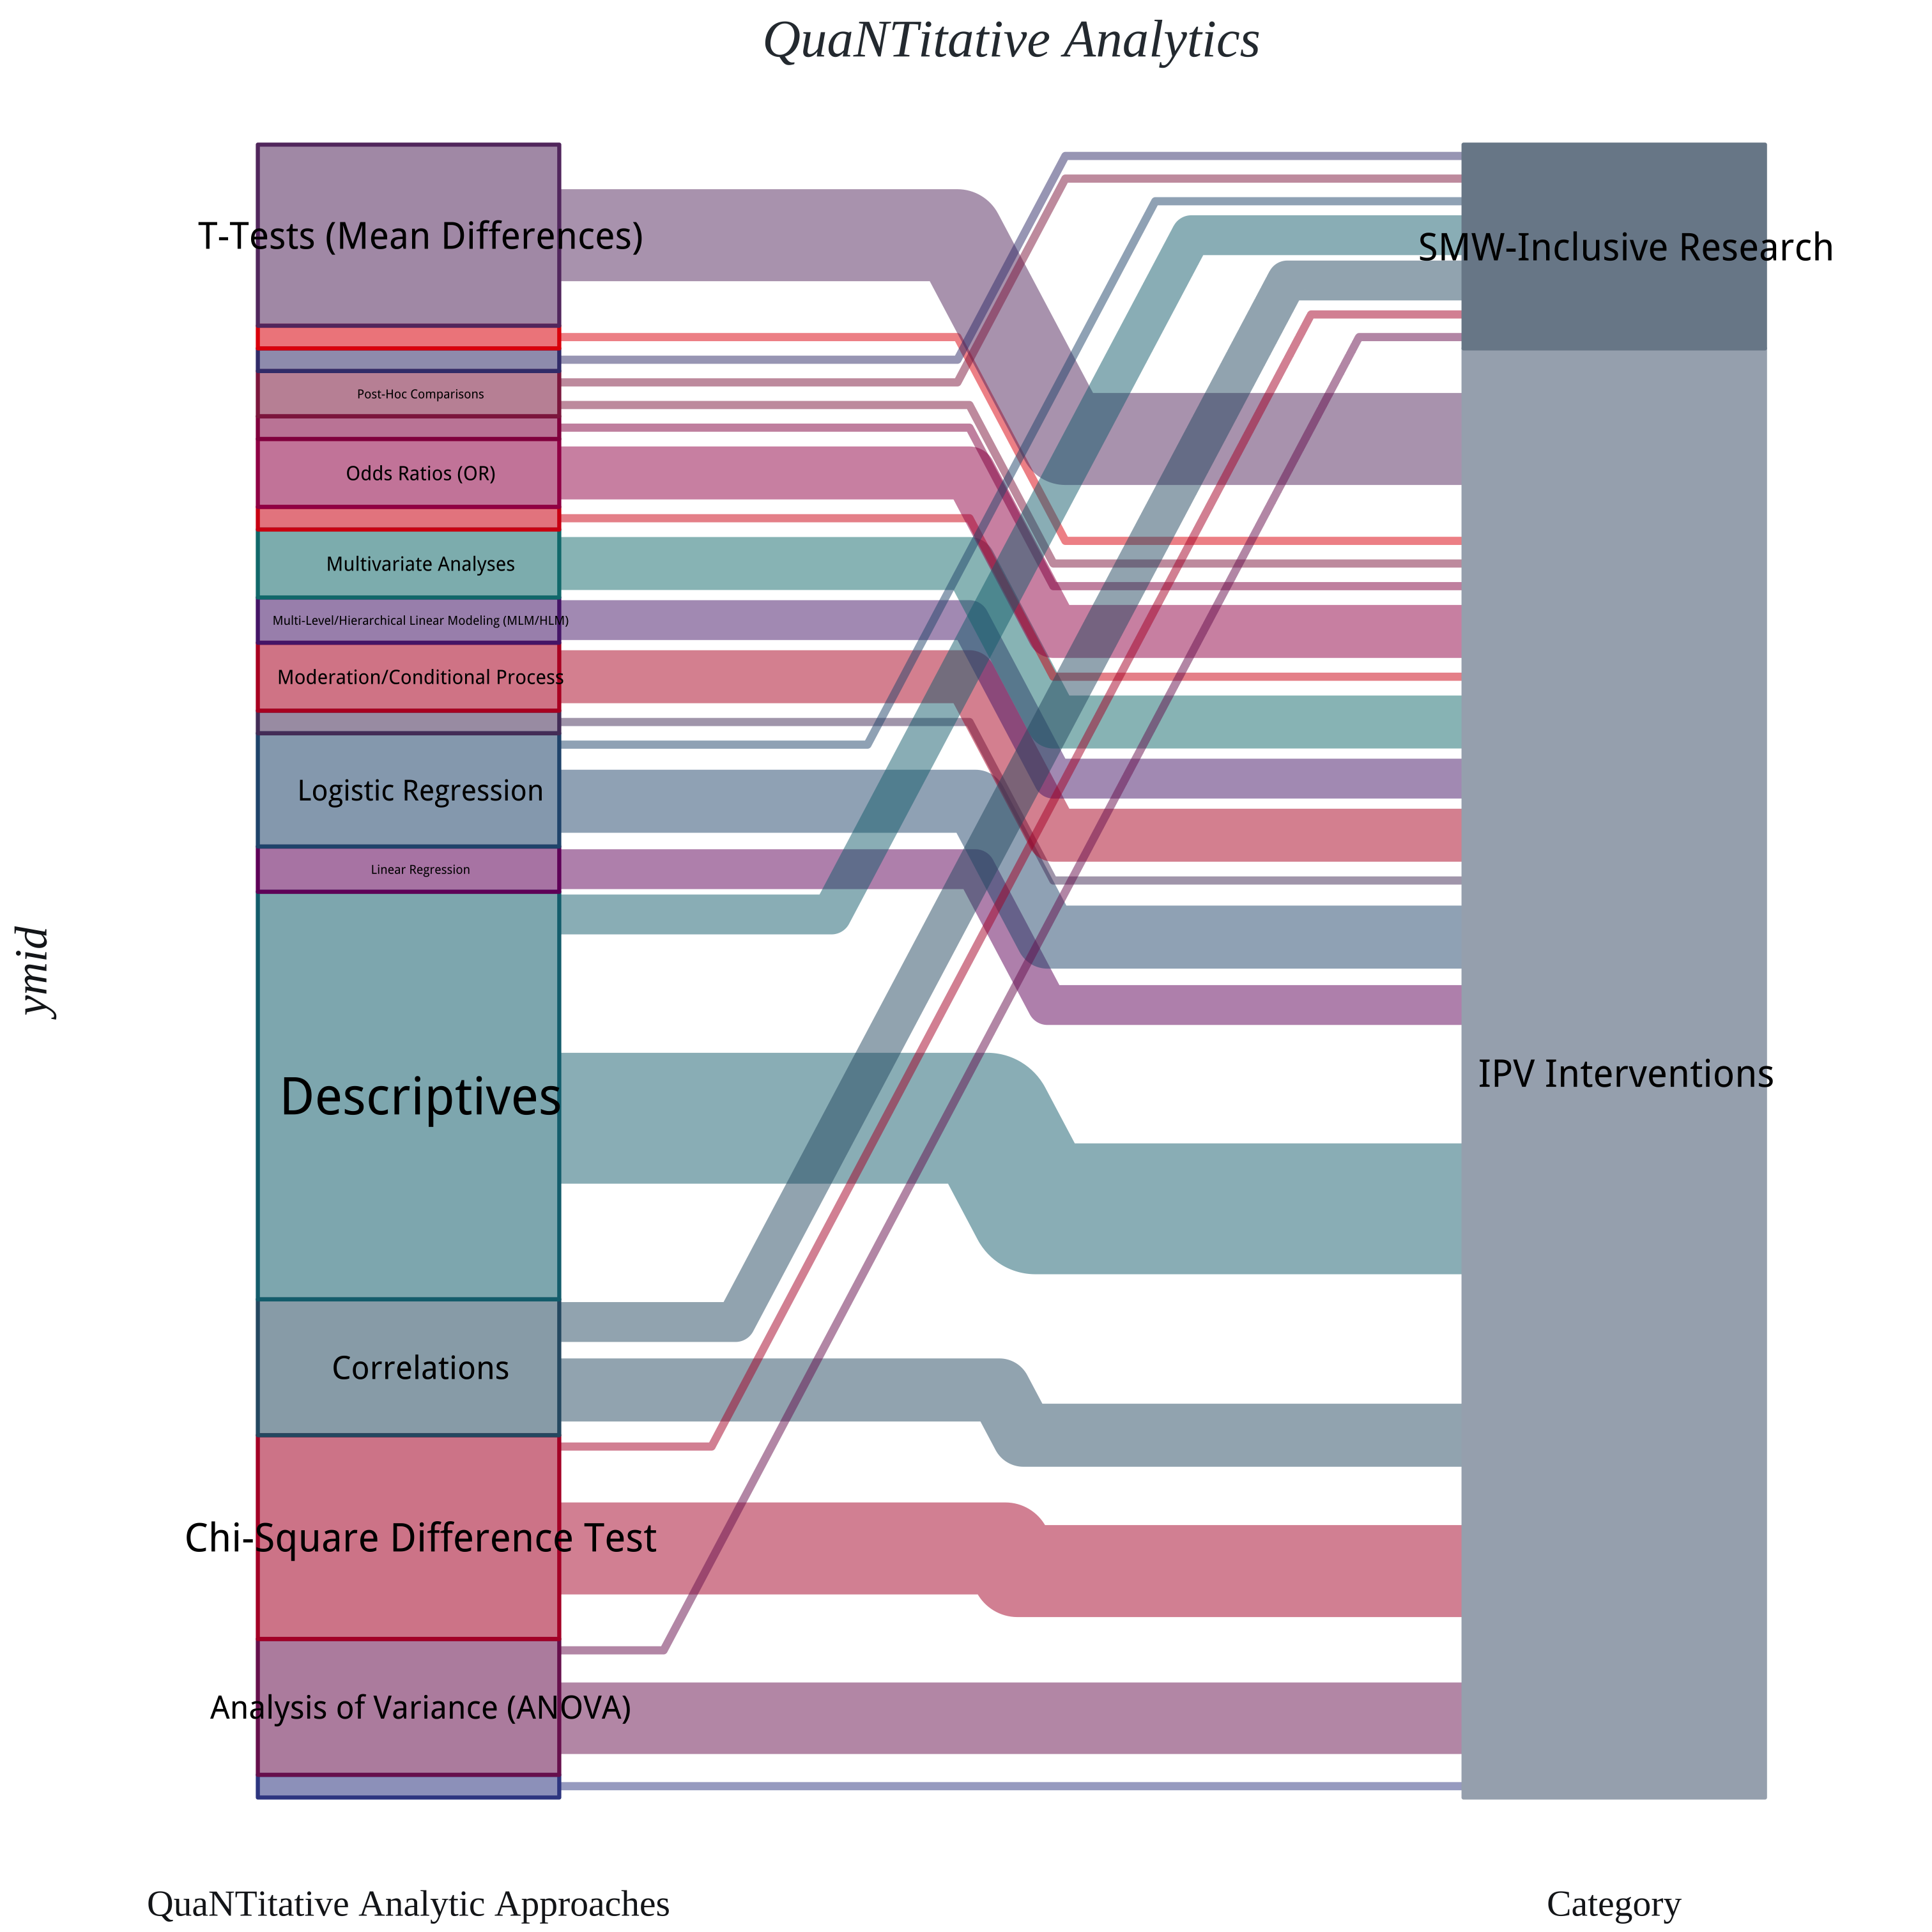 QuaNTitative Analytics
T-Tests (Mean Differences)
SMW-Inclusive Research
Post-Hoc Comparisons
Odds Ratios (OR)
Multivariate Analyses
Multi-Level/Hierarchical Linear Modeling (MLM/HLM)
Moderation/Conditional Process
Logistic Regression
Linear Regression
ymid
IPV Interventions
Descriptives
Correlations
Chi-Square Difference Test
Analysis of Variance (ANOVA)
QuaNTitative Analytic Approaches
Category